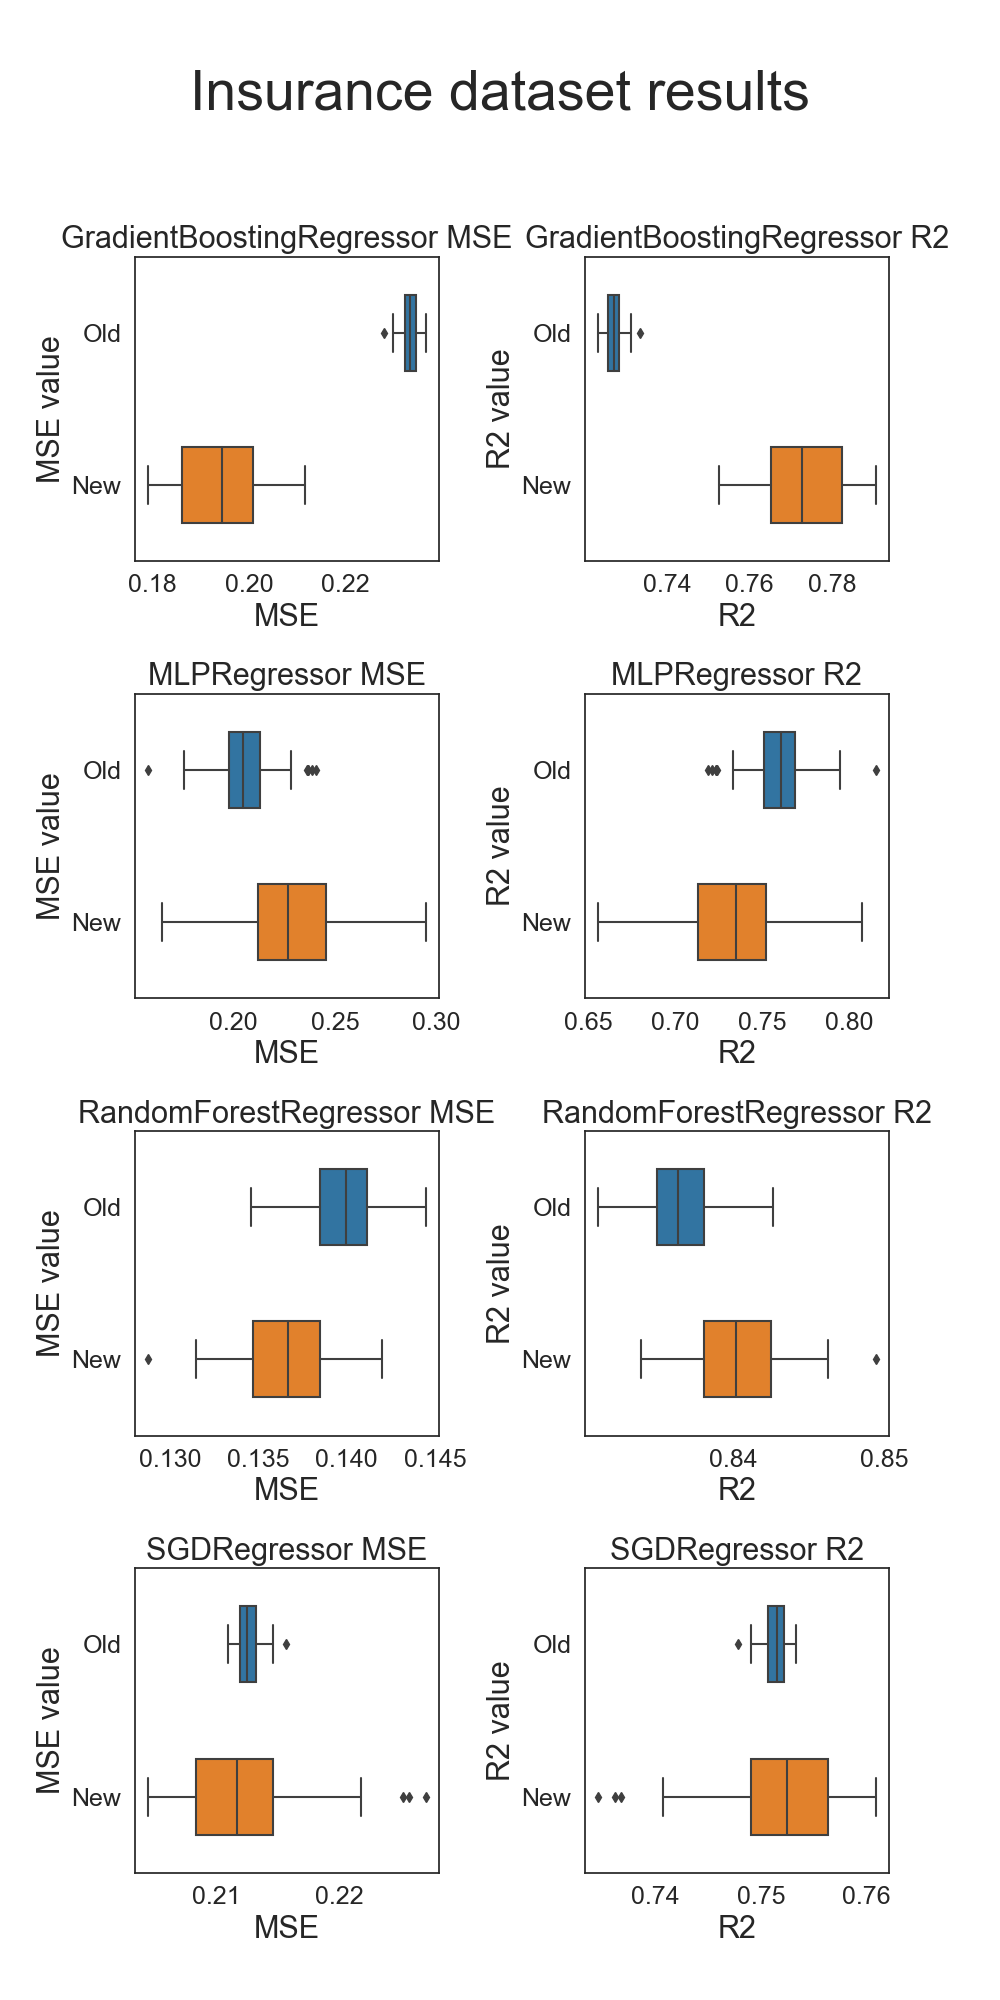 Insurance dataset results
GradientBoostingRegressor MSE
MSE value
Old
New
0.18 0.20 0.22
MSE
GradientBoostingRegressor R2
R2 value
Old
New
0.74 0.76 0.78
R2
MLPRegressor MSE
MSE value
Old
New
0.20 0.25 0.30
MSE
MLPRegressor R2
R2 value
Old
New
0.65 0.70 0.75 0.80
R2
RandomForestRegressor MSE
MSE value
Old
New
0.130 0.135 0.140 0.145
MSE
RandomForestRegressor R2
R2 value
Old
New
0.84 0.85
R2
SGDRegressor MSE
MSE value
Old
New
0.21 0.22
MSE
SGDRegressor R2
R2 value
Old
New
0.74 0.75 0.76
R2